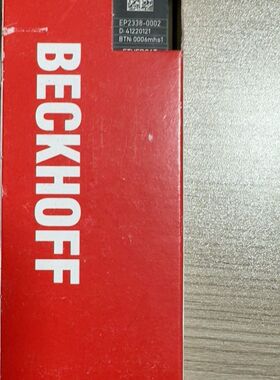 EP2338-0002
D: 41220121
BTN: 0006mhs1
BECKHOFF